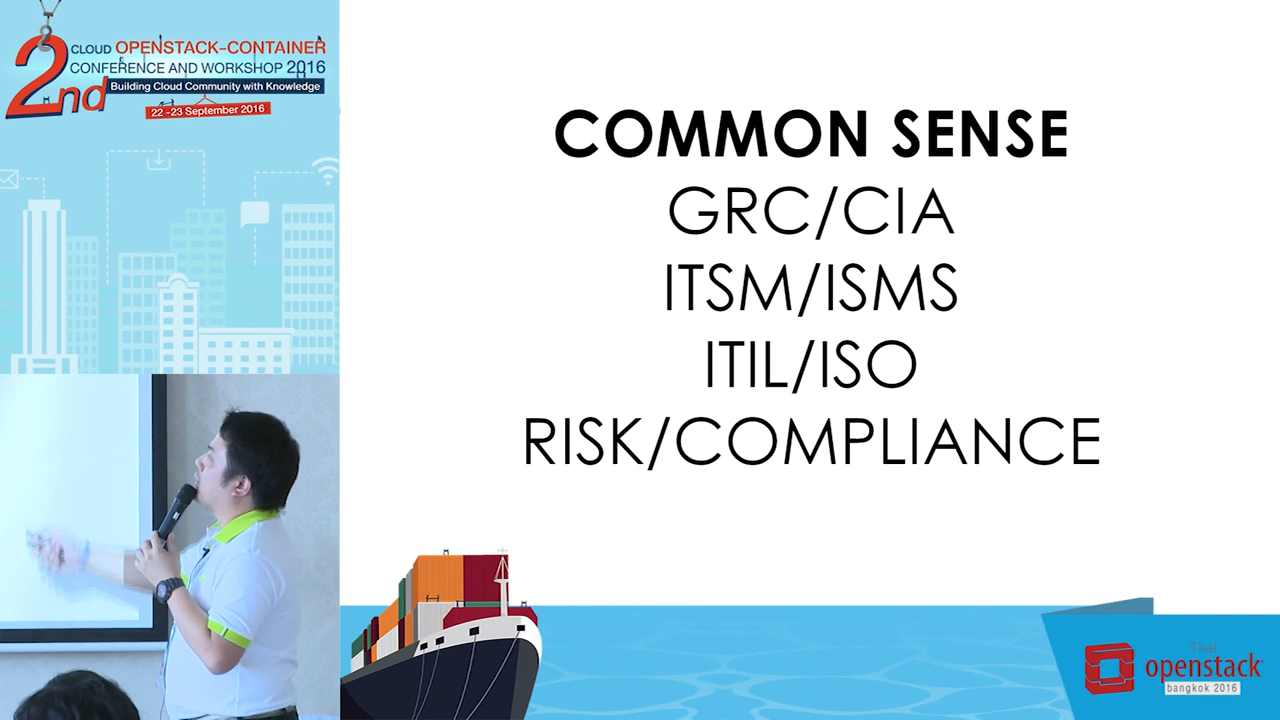 2nd
CLOUD OPENSTACK-CONTAINER
CONFERENCE AND WORKSHOP 2016
Building Cloud Community with Knowledge
22 -23 September 2016
COMMON SENSE
GRC/CIA
ITSM/ISMS
ITIL/ISO
RISK/COMPLIANCE
Thai
openstack
bangkok 2016